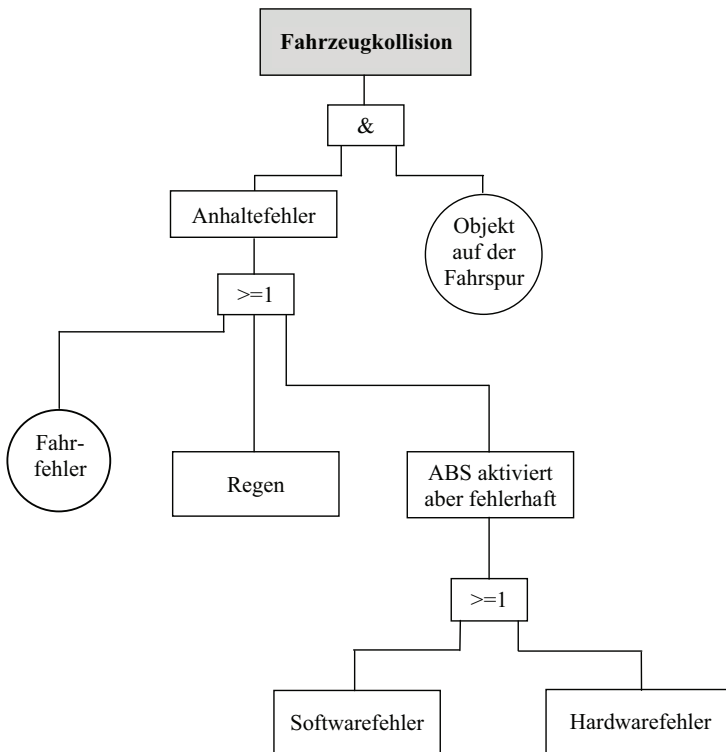 Fahrzeugkollision
&
Anhaltefehler
Objekt
auf der
Fahrspur
>=1
Fahr-
fehler
Regen
ABS aktiviert
aber fehlerhaft
>=1
Softwarefehler
Hardwarefehler